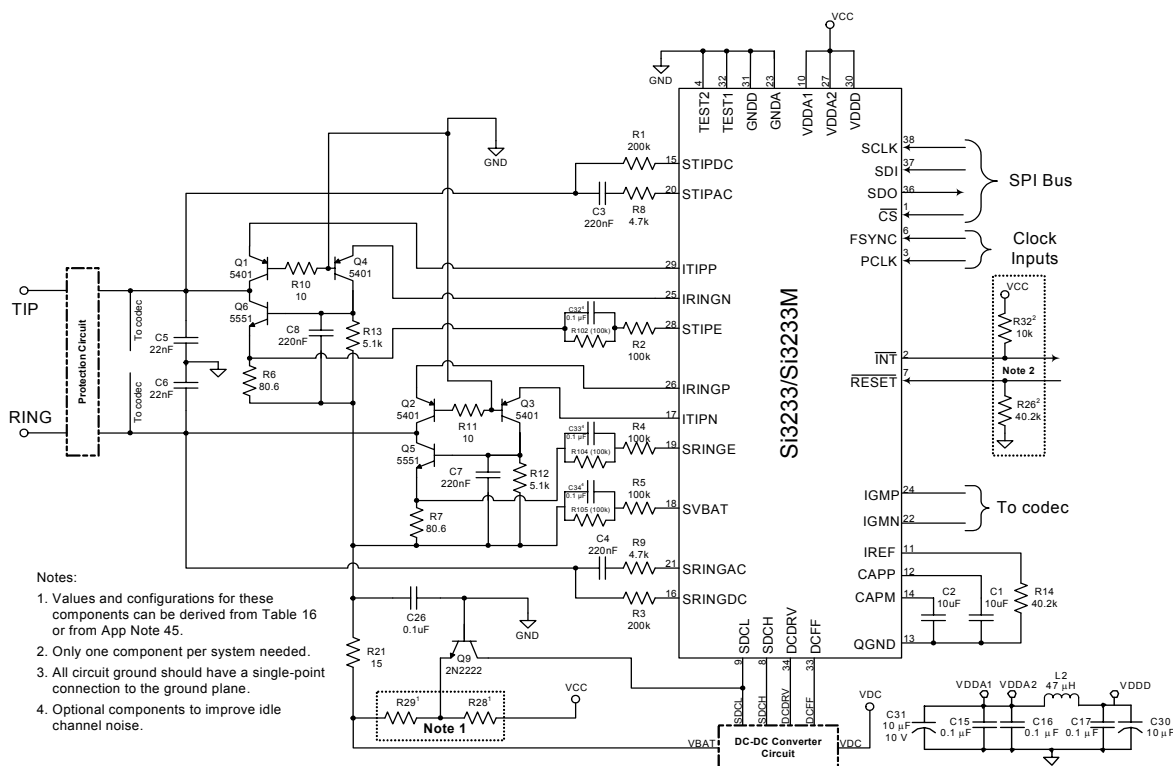 VCC
GND
4
32
31
23
10
27
30
TEST2
TEST1
GNDD
GNDA
VDDA1
VDDA2
VDDD
GND
R1
200k
15
STIPDC
20
STIPAC
C3
220nF
R8
4.7k
38
SCLK
37
SDI
36
SDO
1
CS
SPI Bus
6
FSYNC
3
PCLK
Clock
Inputs
Q1
5401
R10
10
Q4
5401
29
ITIPP
25
IRINGN
Q6
5551
C8
220nF
R13
5.1k
C32⁴
0.1 µF
R102 (100k)
R2
100k
28
STIPE
R6
80.6
TIP
RING
Protection Circuit
To codec
To codec
C5
22nF
C6
22nF
VCC
R32²
10k
2
INT
Note 2
7
RESET
R26²
40.2k
Si3233/Si3233M
26
IRINGP
17
ITIPN
Q2
5401
R11
10
Q3
5401
Q5
5551
C7
220nF
R12
5.1k
C33⁴
0.1 µF
R104 (100k)
R4
100k
19
SRINGE
C34⁴
0.1 µF
R105 (100k)
R5
100k
18
SVBAT
R7
80.6
C4
220nF
R9
4.7k
21
SRINGAC
16
SRINGDC
R3
200k
24
IGMP
22
IGMN
To codec
11
IREF
12
CAPP
14
CAPM
13
QGND
C2
10uF
C1
10uF
R14
40.2k
Notes:
1. Values and configurations for these
components can be derived from Table 16
or from App Note 45.
2. Only one component per system needed.
3. All circuit ground should have a single-point
connection to the ground plane.
4. Optional components to improve idle
channel noise.
C26
0.1uF
GND
R21
15
Q9
2N2222
R29¹
R28¹
Note 1
VCC
SDCL
SDCH
DCDRV
DCFF
9
8
34
33
SDCL
SDCH
DCDRV
DCFF
VDC
VBAT
DC-DC Converter
Circuit
VDC
VDDA1
VDDA2
L2
47 µH
VDDD
C31
10 µF
10 V
C15
0.1 µF
C16
0.1 µF
C17
0.1 µF
C30
10 µF